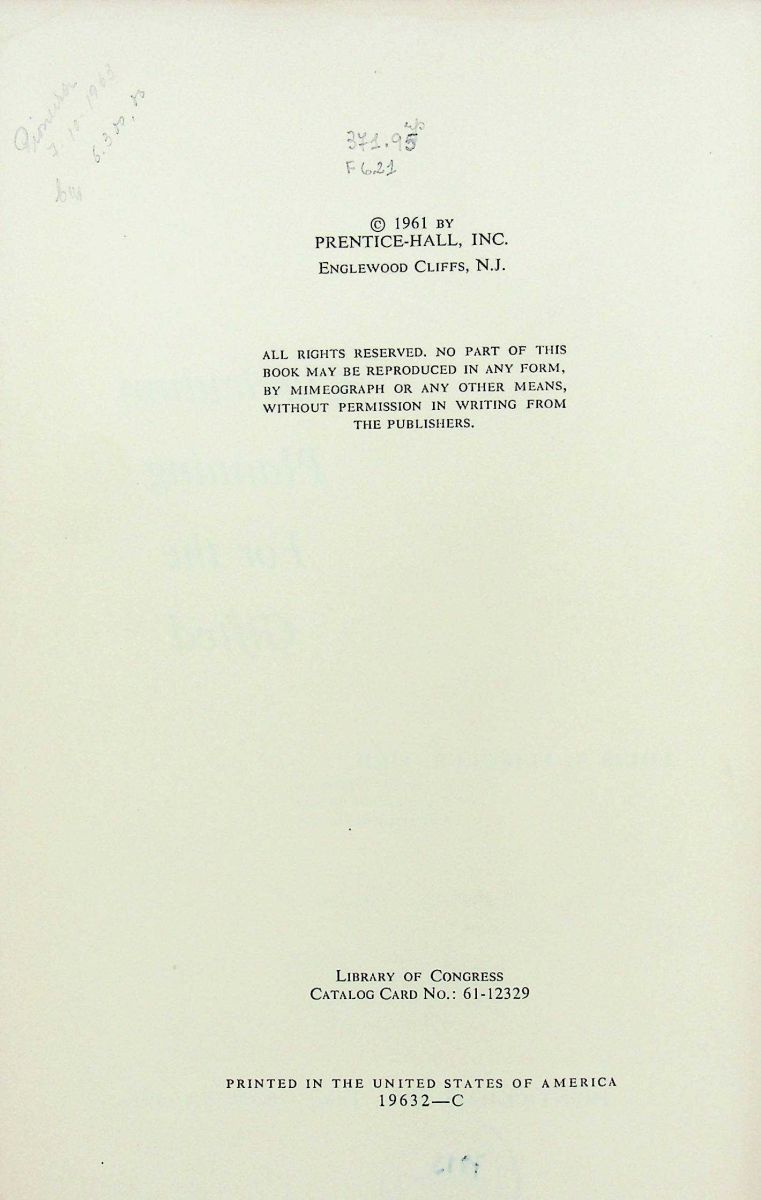 371.95
F621
© 1961 BY
PRENTICE-HALL, INC.
ENGLEWOOD CLIFFS, N.J.
ALL RIGHTS RESERVED. NO PART OF THIS
BOOK MAY BE REPRODUCED IN ANY FORM,
BY MIMEOGRAPH OR ANY OTHER MEANS,
WITHOUT PERMISSION IN WRITING FROM
THE PUBLISHERS.
LIBRARY OF CONGRESS
CATALOG CARD NO.: 61-12329
PRINTED IN THE UNITED STATES OF AMERICA
19632—C